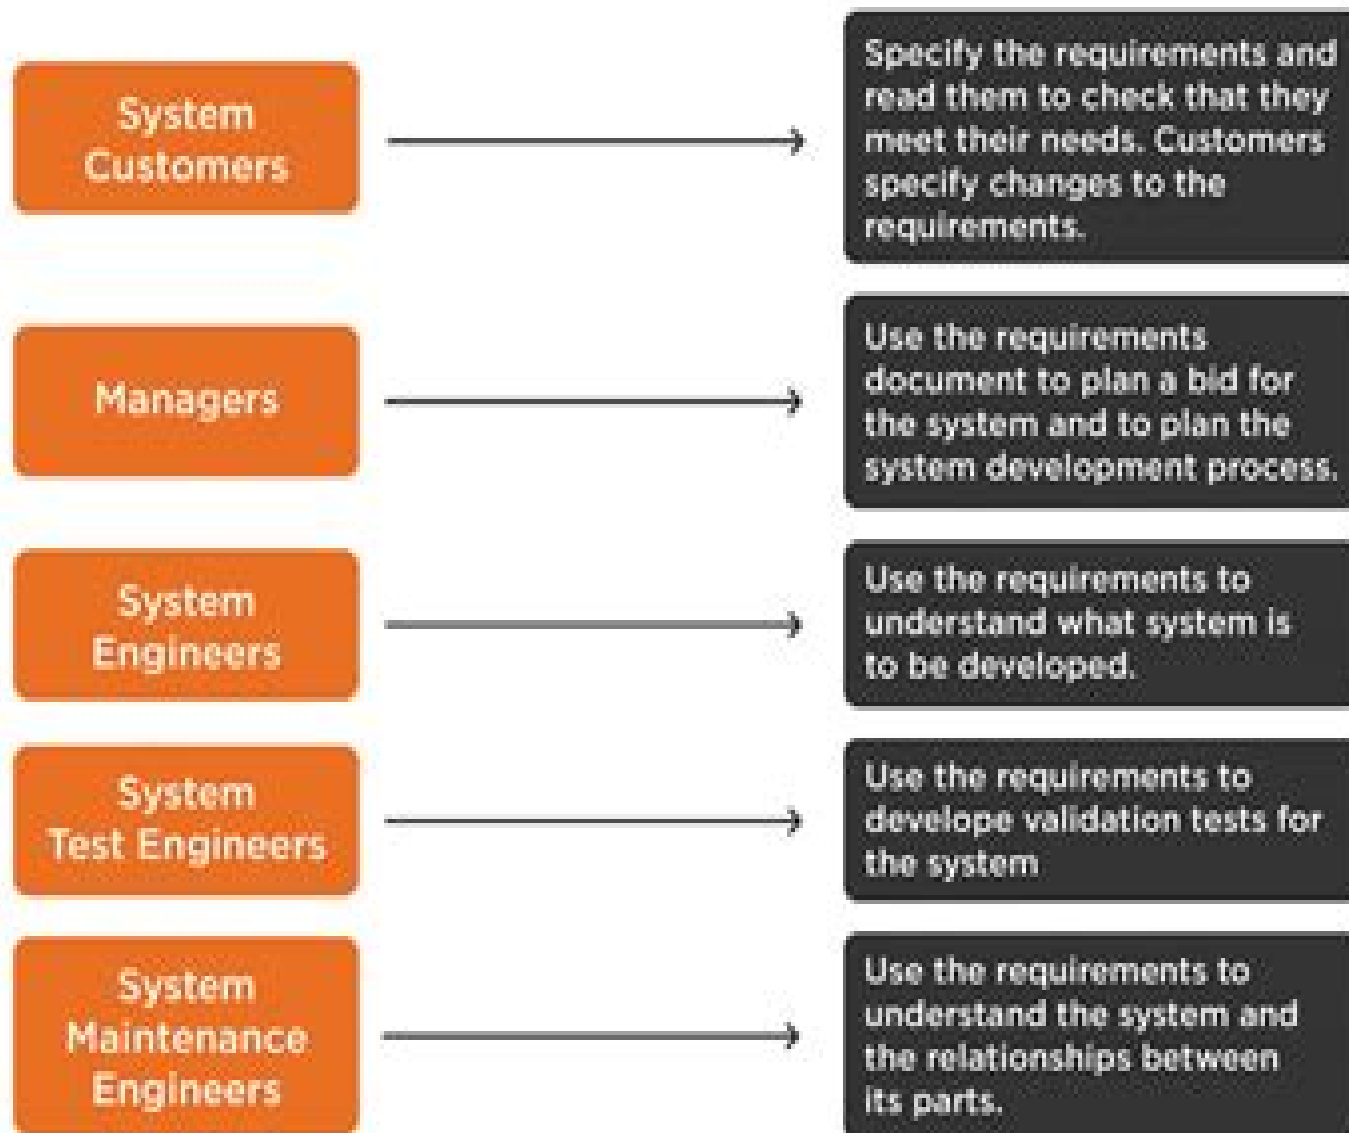 System
Customers
Specify the requirements and
read them to check that they
meet their needs. Customers
specify changes to the
requirements.
Managers
Use the requirements
document to plan a bid for
the system and to plan the
system development process.
System
Engineers
Use the requirements to
understand what system is
to be developed.
System
Test Engineers
Use the requirements to
develope validation tests for
the system
System
Maintenance
Engineers
Use the requirements to
understand the system and
the relationships between
its parts.